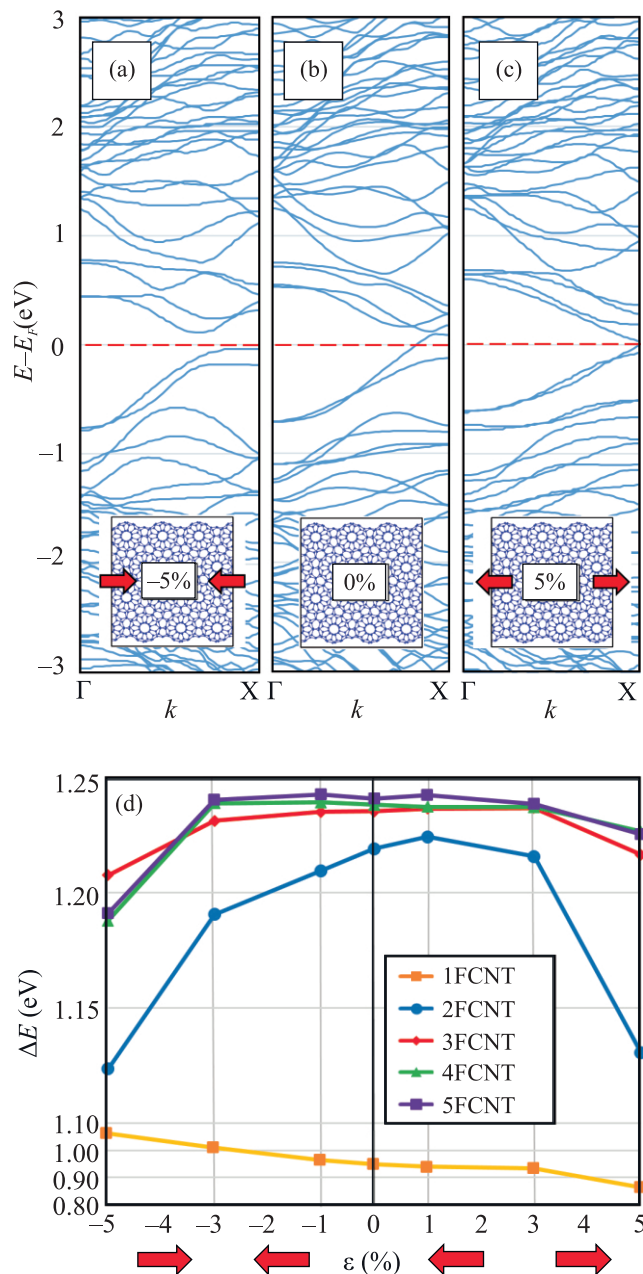 3
(a)
(b)
(c)
2
1
E–E_F(eV)
0
–1
–2
–5%
0%
5%
–3
Γ
X
Γ
X
Γ
X
k
k
k
1.25
(d)
1.20
1FCNT
2FCNT
1.15
ΔE (eV)
3FCNT
4FCNT
5FCNT
1.10
1.00
0.90
0.80
–5 –4 –3 –2 –1 0 1 2 3 4 5
ε (%)